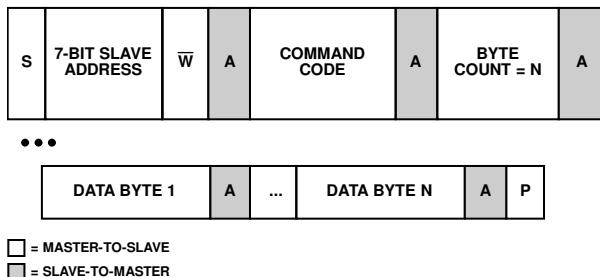 S 7-BIT SLAVE ADDRESS W̅ A COMMAND CODE A BYTE COUNT = N A
•••
DATA BYTE 1 A ... DATA BYTE N A P
= MASTER-TO-SLAVE
= SLAVE-TO-MASTER